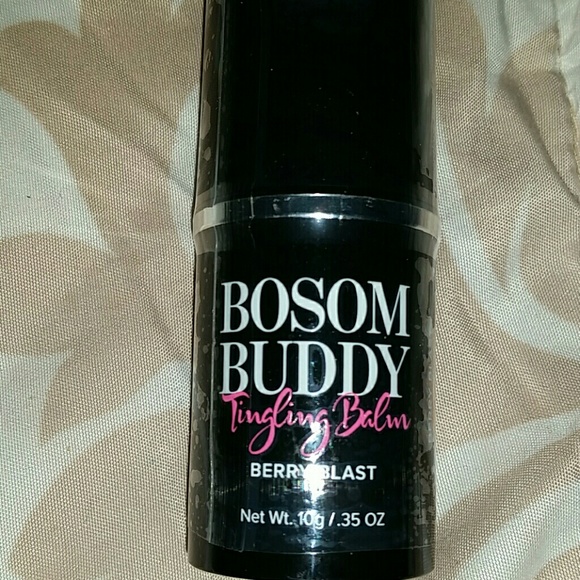 BOSOM
BUDDY
Tingling Balm
BERRY BLAST
Net Wt. 10g /.35 OZ